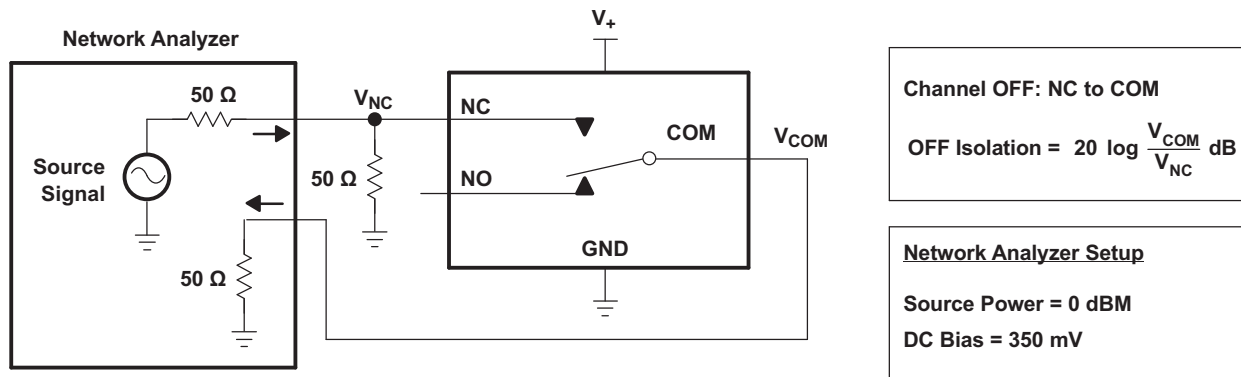 V+
Network Analyzer
50 Ω
VNC
NC
COM
VCOM
Source
Signal
50 Ω
NO
50 Ω
GND
Channel OFF: NC to COM
OFF Isolation = 20 log VCOM/VNC dB
Network Analyzer Setup
Source Power = 0 dBM
DC Bias = 350 mV